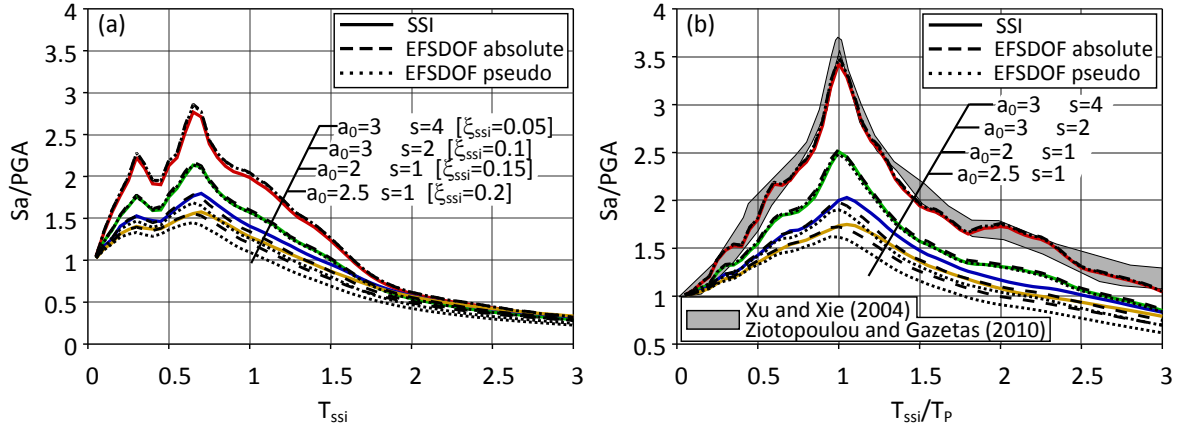 (a)
SSI
EFSDOF absolute
EFSDOF pseudo
a₀=3 s=4 [ξssi=0.05]
a₀=3 s=2 [ξssi=0.1]
a₀=2 s=1 [ξssi=0.15]
a₀=2.5 s=1 [ξssi=0.2]
Sa/PGA
4
3.5
3
2.5
2
1.5
1
0.5
0
0 0.5 1 1.5 2 2.5 3
Tssi
(b)
SSI
EFSDOF absolute
EFSDOF pseudo
a₀=3 s=4
a₀=3 s=2
a₀=2 s=1
a₀=2.5 s=1
Xu and Xie (2004)
Ziotopoulou and Gazetas (2010)
Sa/PGA
4
3.5
3
2.5
2
1.5
1
0.5
0 0.5 1 1.5 2 2.5 3
Tssi/TP